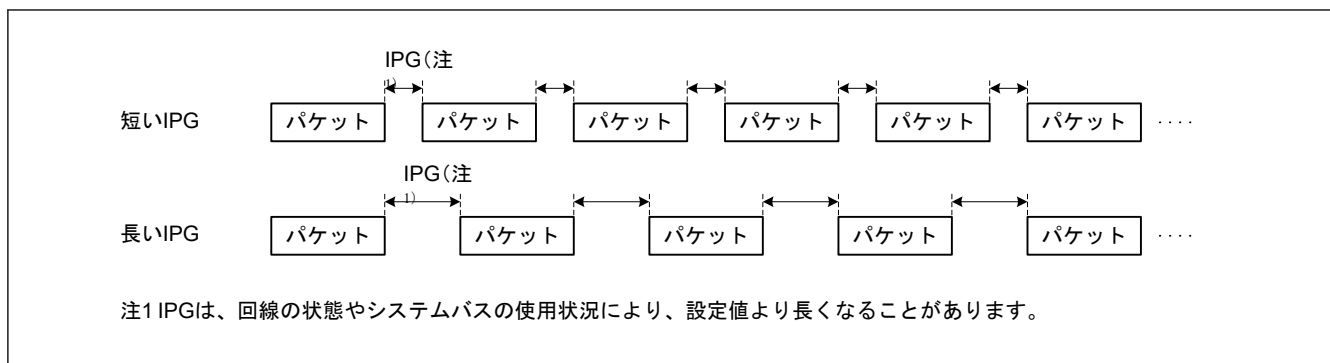 IPG（注
1）
短いIPG パケット パケット パケット パケット パケット パケット ‥‥
IPG（注
1）
長いIPG パケット パケット パケット パケット パケット ‥‥
注1 IPGは、回線の状態やシステムバスの使用状況により、設定値より長くなることがあります。